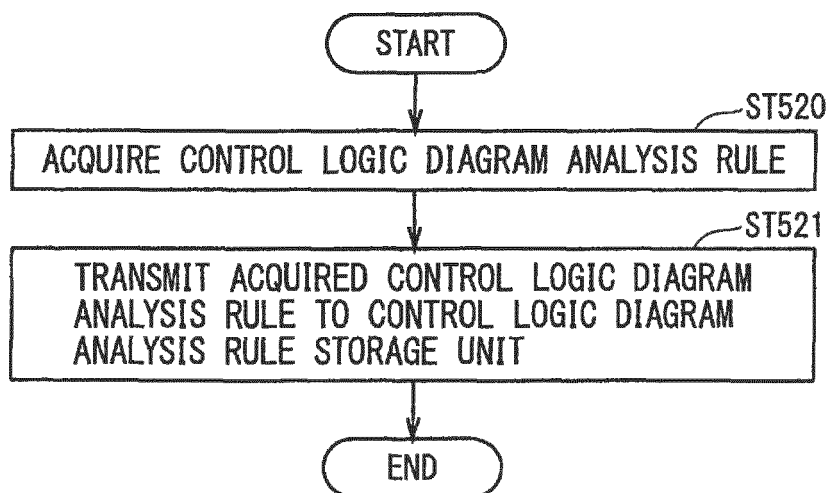 START
ST520
ACQUIRE CONTROL LOGIC DIAGRAM ANALYSIS RULE
ST521
TRANSMIT ACQUIRED CONTROL LOGIC DIAGRAM
ANALYSIS RULE TO CONTROL LOGIC DIAGRAM
ANALYSIS RULE STORAGE UNIT
END